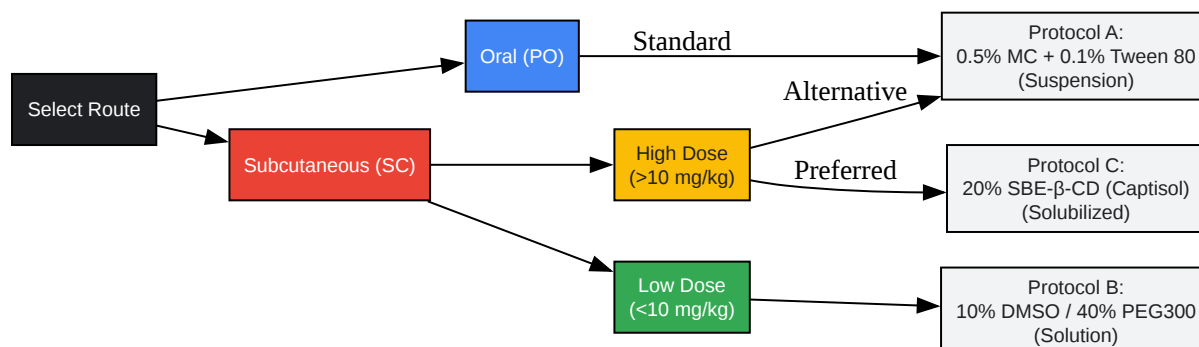 Select Route
Oral (PO)
Standard
Protocol A:
0.5% MC + 0.1% Tween 80
(Suspension)
Alternative
Subcutaneous (SC)
High Dose
(>10 mg/kg)
Preferred
Protocol C:
20% SBE-β-CD (Captisol)
(Solubilized)
Low Dose
(<10 mg/kg)
Protocol B:
10% DMSO / 40% PEG300
(Solution)